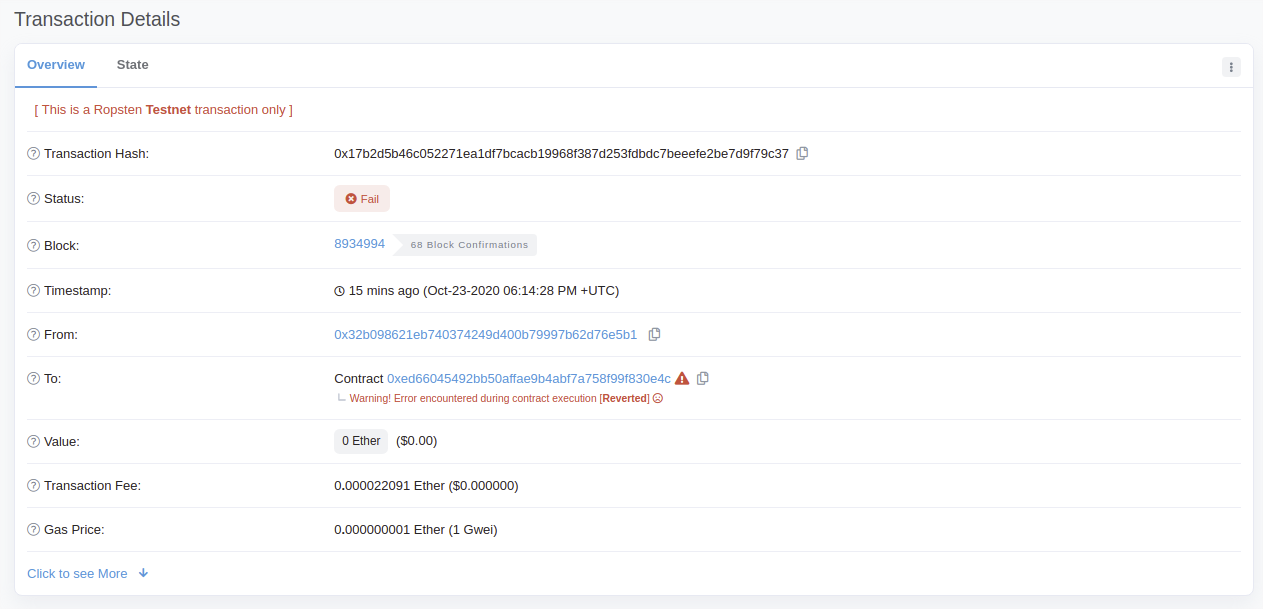 Transaction Details
Overview State
[ This is a Ropsten Testnet transaction only ]
Transaction Hash: 0x17b2d5b46c052271ea1df7bcacb19968f387d253fdbdc7beeefe2be7d9f79c37
Status: Fail
Block: 8934994 68 Block Confirmations
Timestamp: 15 mins ago (Oct-23-2020 06:14:28 PM +UTC)
From: 0x32b098621eb740374249d400b79997b62d76e5b1
To: Contract 0xed66045492bb50affae9b4abf7a758f99f830e4c
Warning! Error encountered during contract execution [Reverted]
Value: 0 Ether ($0.00)
Transaction Fee: 0.000022091 Ether ($0.000000)
Gas Price: 0.000000001 Ether (1 Gwei)
Click to see More